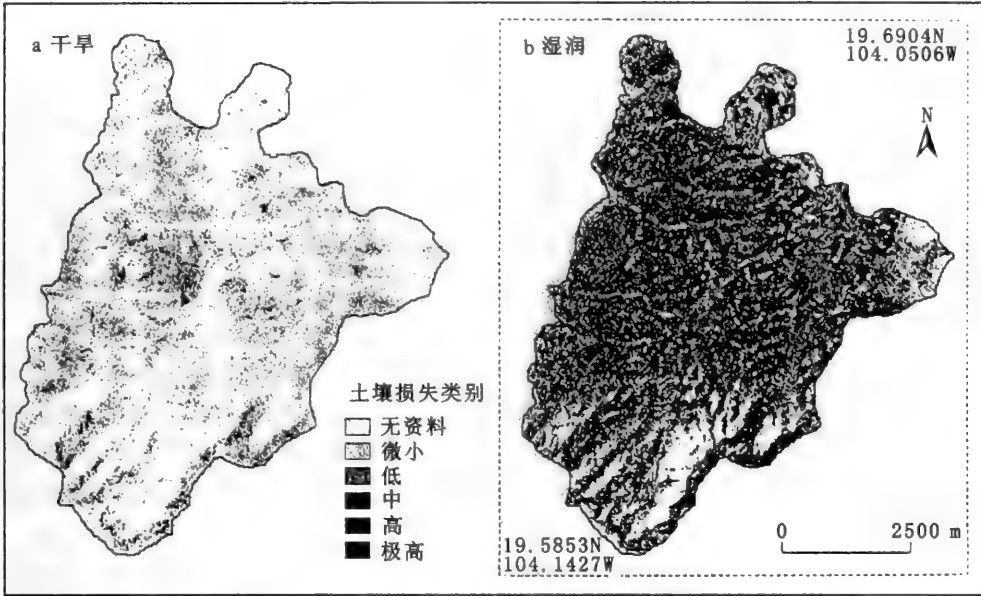 a 干旱
b 湿润
19.6904N
104.0506W
N
土壤损失类别
无资料
微小
低
中
高
极高
19.5853N
104.1427W
0 2500 m